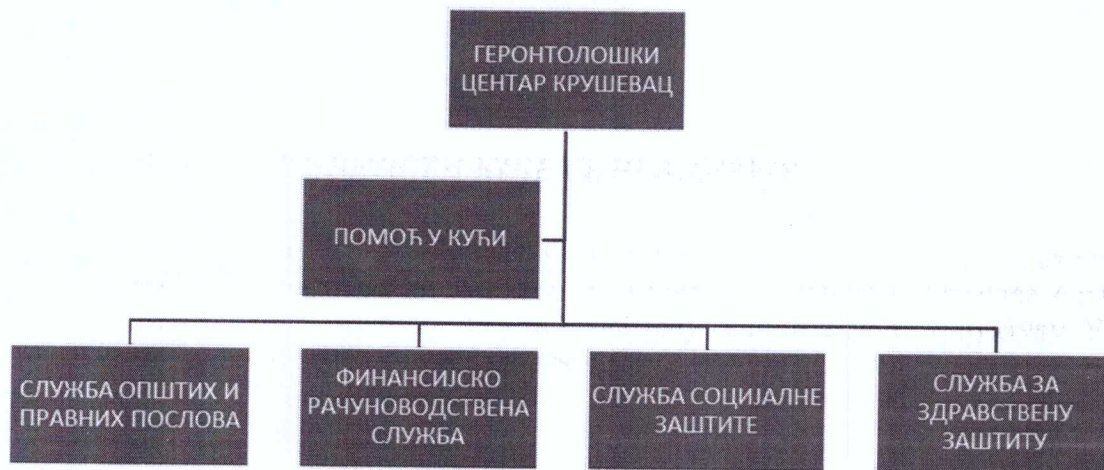 ГЕРОНТОЛОШКИ
ЦЕНТАР КРУШЕВАЦ
ПОМОЋ У КУЋИ
СЛУЖБА ОПШТИХ И
ПРАВНИХ ПОСЛОВА
ФИНАНСИЈСКО
РАЧУНОВОДСТВЕНА
СЛУЖБА
СЛУЖБА СОЦИЈАЛНЕ
ЗАШТИТЕ
СЛУЖБА ЗА
ЗДРАВСТВЕНУ
ЗАШТИТУ